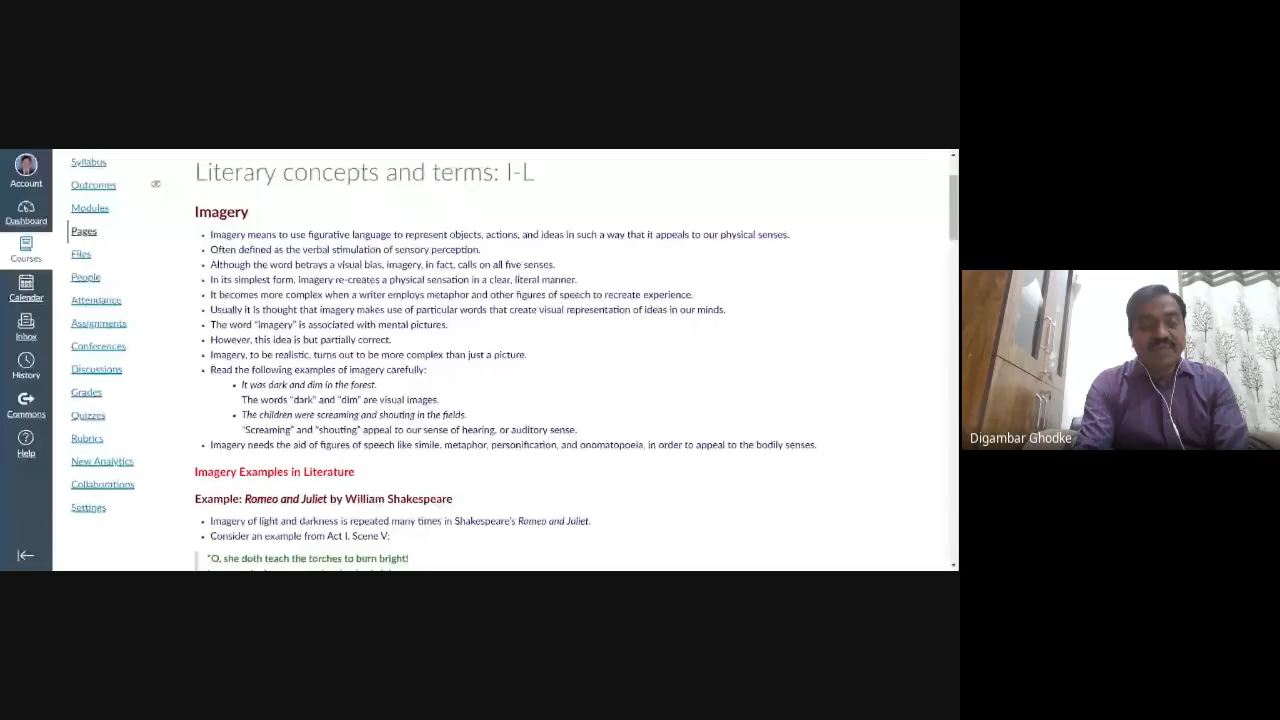 Account
Dashboard
Courses
Calendar
Inbox
History
Commons
Help
Syllabus
Outcomes
Modules
Pages
Files
People
Attendance
Assignments
Conferences
Discussions
Grades
Quizzes
Rubrics
New Analytics
Collaborations
Settings
Literary concepts and terms: I-L
Imagery
Imagery means to use figurative language to represent objects, actions, and ideas in such a way that it appeals to our physical senses.
Often defined as the verbal stimulation of sensory perception.
Although the word betrays a visual bias, imagery, in fact, calls on all five senses.
In its simplest form, imagery re-creates a physical sensation in a clear, literal manner.
It becomes more complex when a writer employs metaphor and other figures of speech to recreate experience.
Usually it is thought that imagery makes use of particular words that create visual representation of ideas in our minds.
The word "imagery" is associated with mental pictures.
However, this idea is but partially correct.
Imagery, to be realistic, turns out to be more complex than just a picture.
Read the following examples of imagery carefully:
It was dark and dim in the forest.
The words "dark" and "dim" are visual images.
The children were screaming and shouting in the fields.
"Screaming" and "shouting" appeal to our sense of hearing, or auditory sense.
Imagery needs the aid of figures of speech like simile, metaphor, personification, and onomatopoeia, in order to appeal to the bodily senses.
Imagery Examples in Literature
Example: Romeo and Juliet by William Shakespeare
Imagery of light and darkness is repeated many times in Shakespeare's Romeo and Juliet.
Consider an example from Act I, Scene V:
"O, she doth teach the torches to burn bright!
Digambar Ghodke